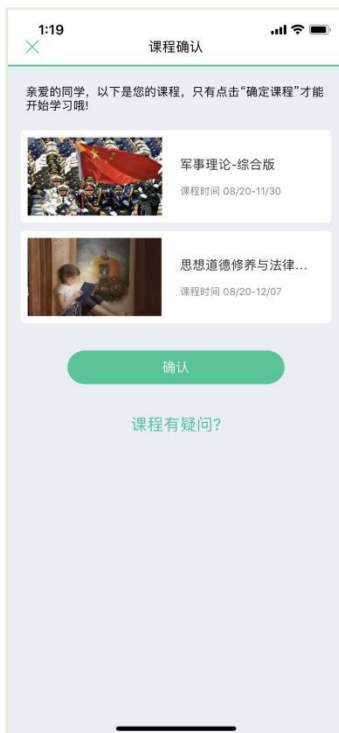 1:19
课程确认
亲爱的同学，以下是您的课程，只有点击“确定课程”才能
开始学习哦!
军事理论-综合版
课程时间 08/20-11/30
思想道德修养与法律...
课程时间 08/20-12/07
确认
课程有疑问?